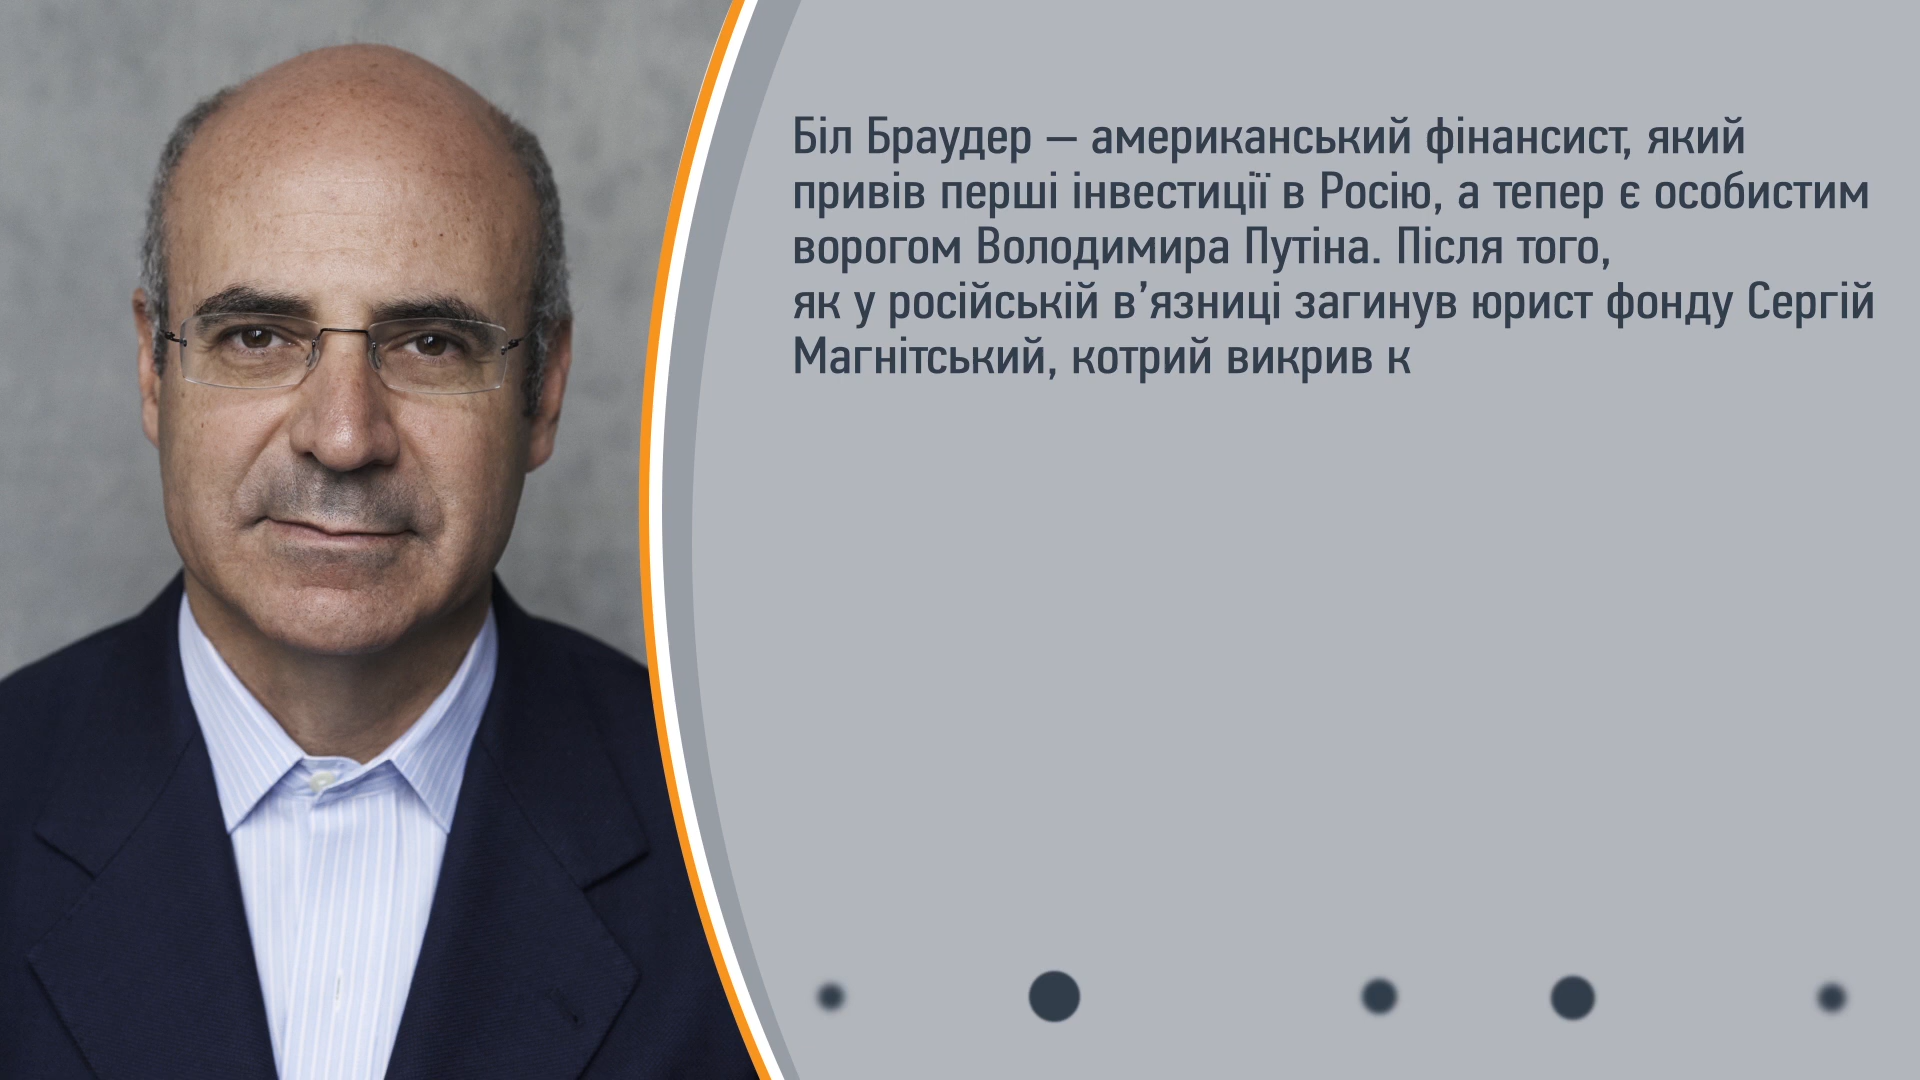 Біл Браудер — американський фінансист, який
привів перші інвестиції в Росію, а тепер є особистим
ворогом Володимира Путіна. Після того,
як у російській в’язниці загинув юрист фонду Сергій
Магнітський, котрий викрив к